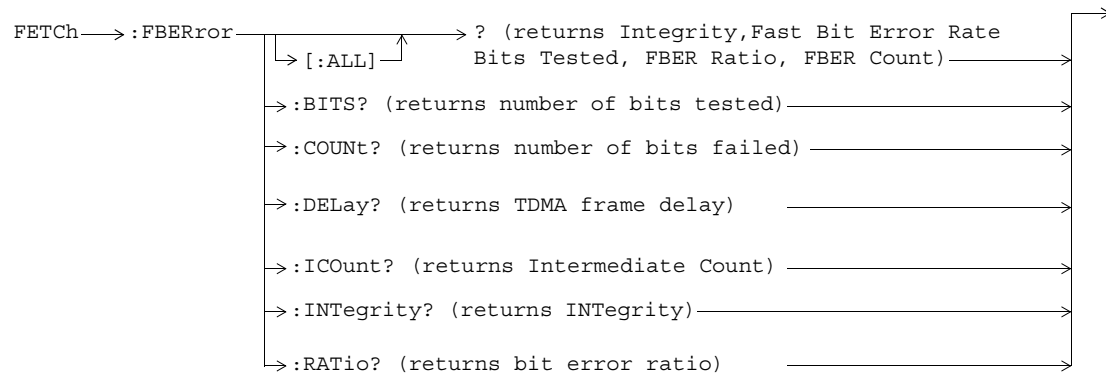 FETCh :FBERror ? (returns Integrity,Fast Bit Error Rate
[:ALL] Bits Tested, FBER Ratio, FBER Count)
:BITS? (returns number of bits tested)
:COUNt? (returns number of bits failed)
:DELay? (returns TDMA frame delay)
:ICOunt? (returns Intermediate Count)
:INTegrity? (returns INTegrity)
:RATio? (returns bit error ratio)